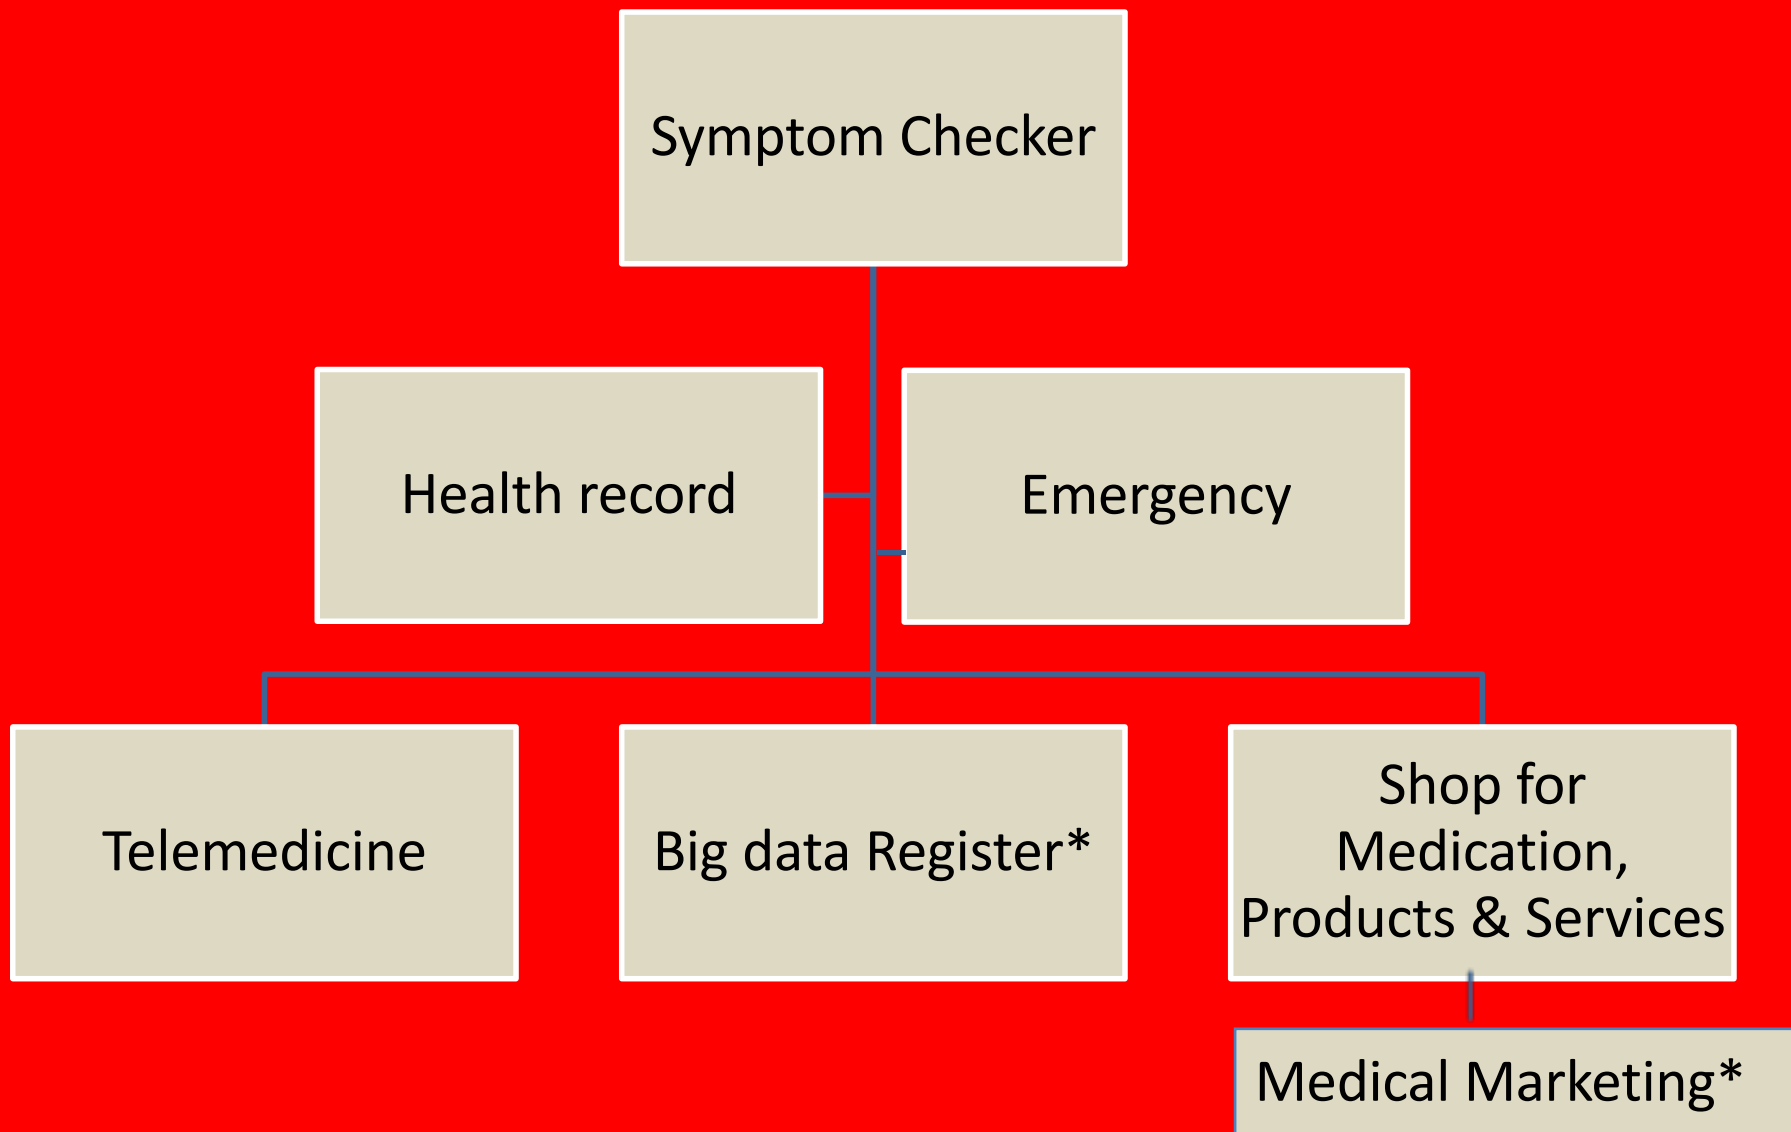 Symptom Checker
Health record
Emergency
Telemedicine
Big data Register*
Shop for
Medication,
Products & Services
Medical Marketing*